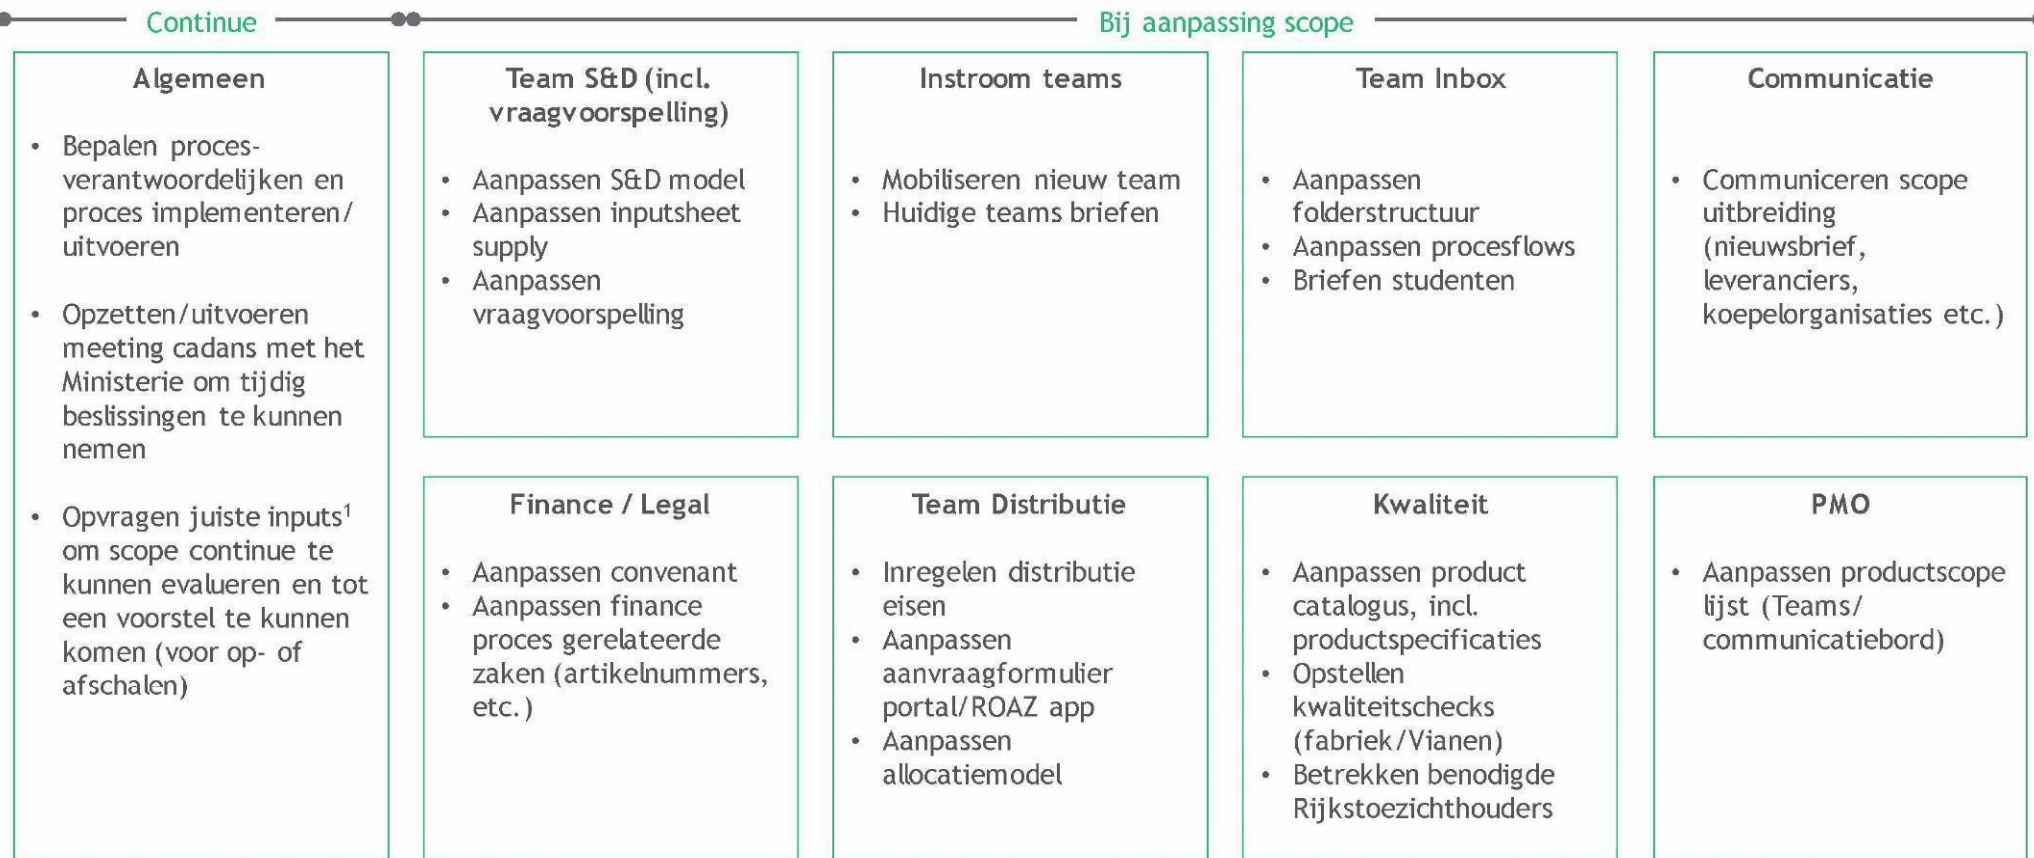 Continue
Bij aanpassing scope
Algemeen
• Bepalen proces-
verantwoordelijken en
proces implementeren/
uitvoeren
• Opzetten/uitvoeren
meeting cadans met het
Ministerie om tijdig
beslissingen te kunnen
nemen
• Opvragen juiste inputs¹
om scope continue te
kunnen evalueren en tot
een voorstel te kunnen
komen (voor op- of
afschalen)
Team S&D (incl.
vraagvoorspelling)
• Aanpassen S&D model
• Aanpassen inputsheet
supply
• Aanpassen
vraagvoorspelling
Instroom teams
• Mobiliseren nieuw team
• Huidige teams briefen
Team Inbox
• Aanpassen
folderstructuur
• Aanpassen procesflows
• Briefen studenten
Communicatie
• Communiceren scope
uitbreiding
(nieuwsbrief,
leveranciers,
koepelorganisaties etc.)
Finance / Legal
• Aanpassen convenant
• Aanpassen finance
proces gerelateerde
zaken (artikelnummers,
etc.)
Team Distributie
• Inregelen distributie
eisen
• Aanpassen
aanvraagformulier
portal/ROAZ app
• Aanpassen
allocatiemodel
Kwaliteit
• Aanpassen product
catalogus, incl.
productspecificaties
• Opstellen
kwaliteitschecks
(fabriek/Vianen)
• Betrekken benodigde
Rijkstoezichthouders
PMO
• Aanpassen productscope
lijst (Teams/
communicatiebord)